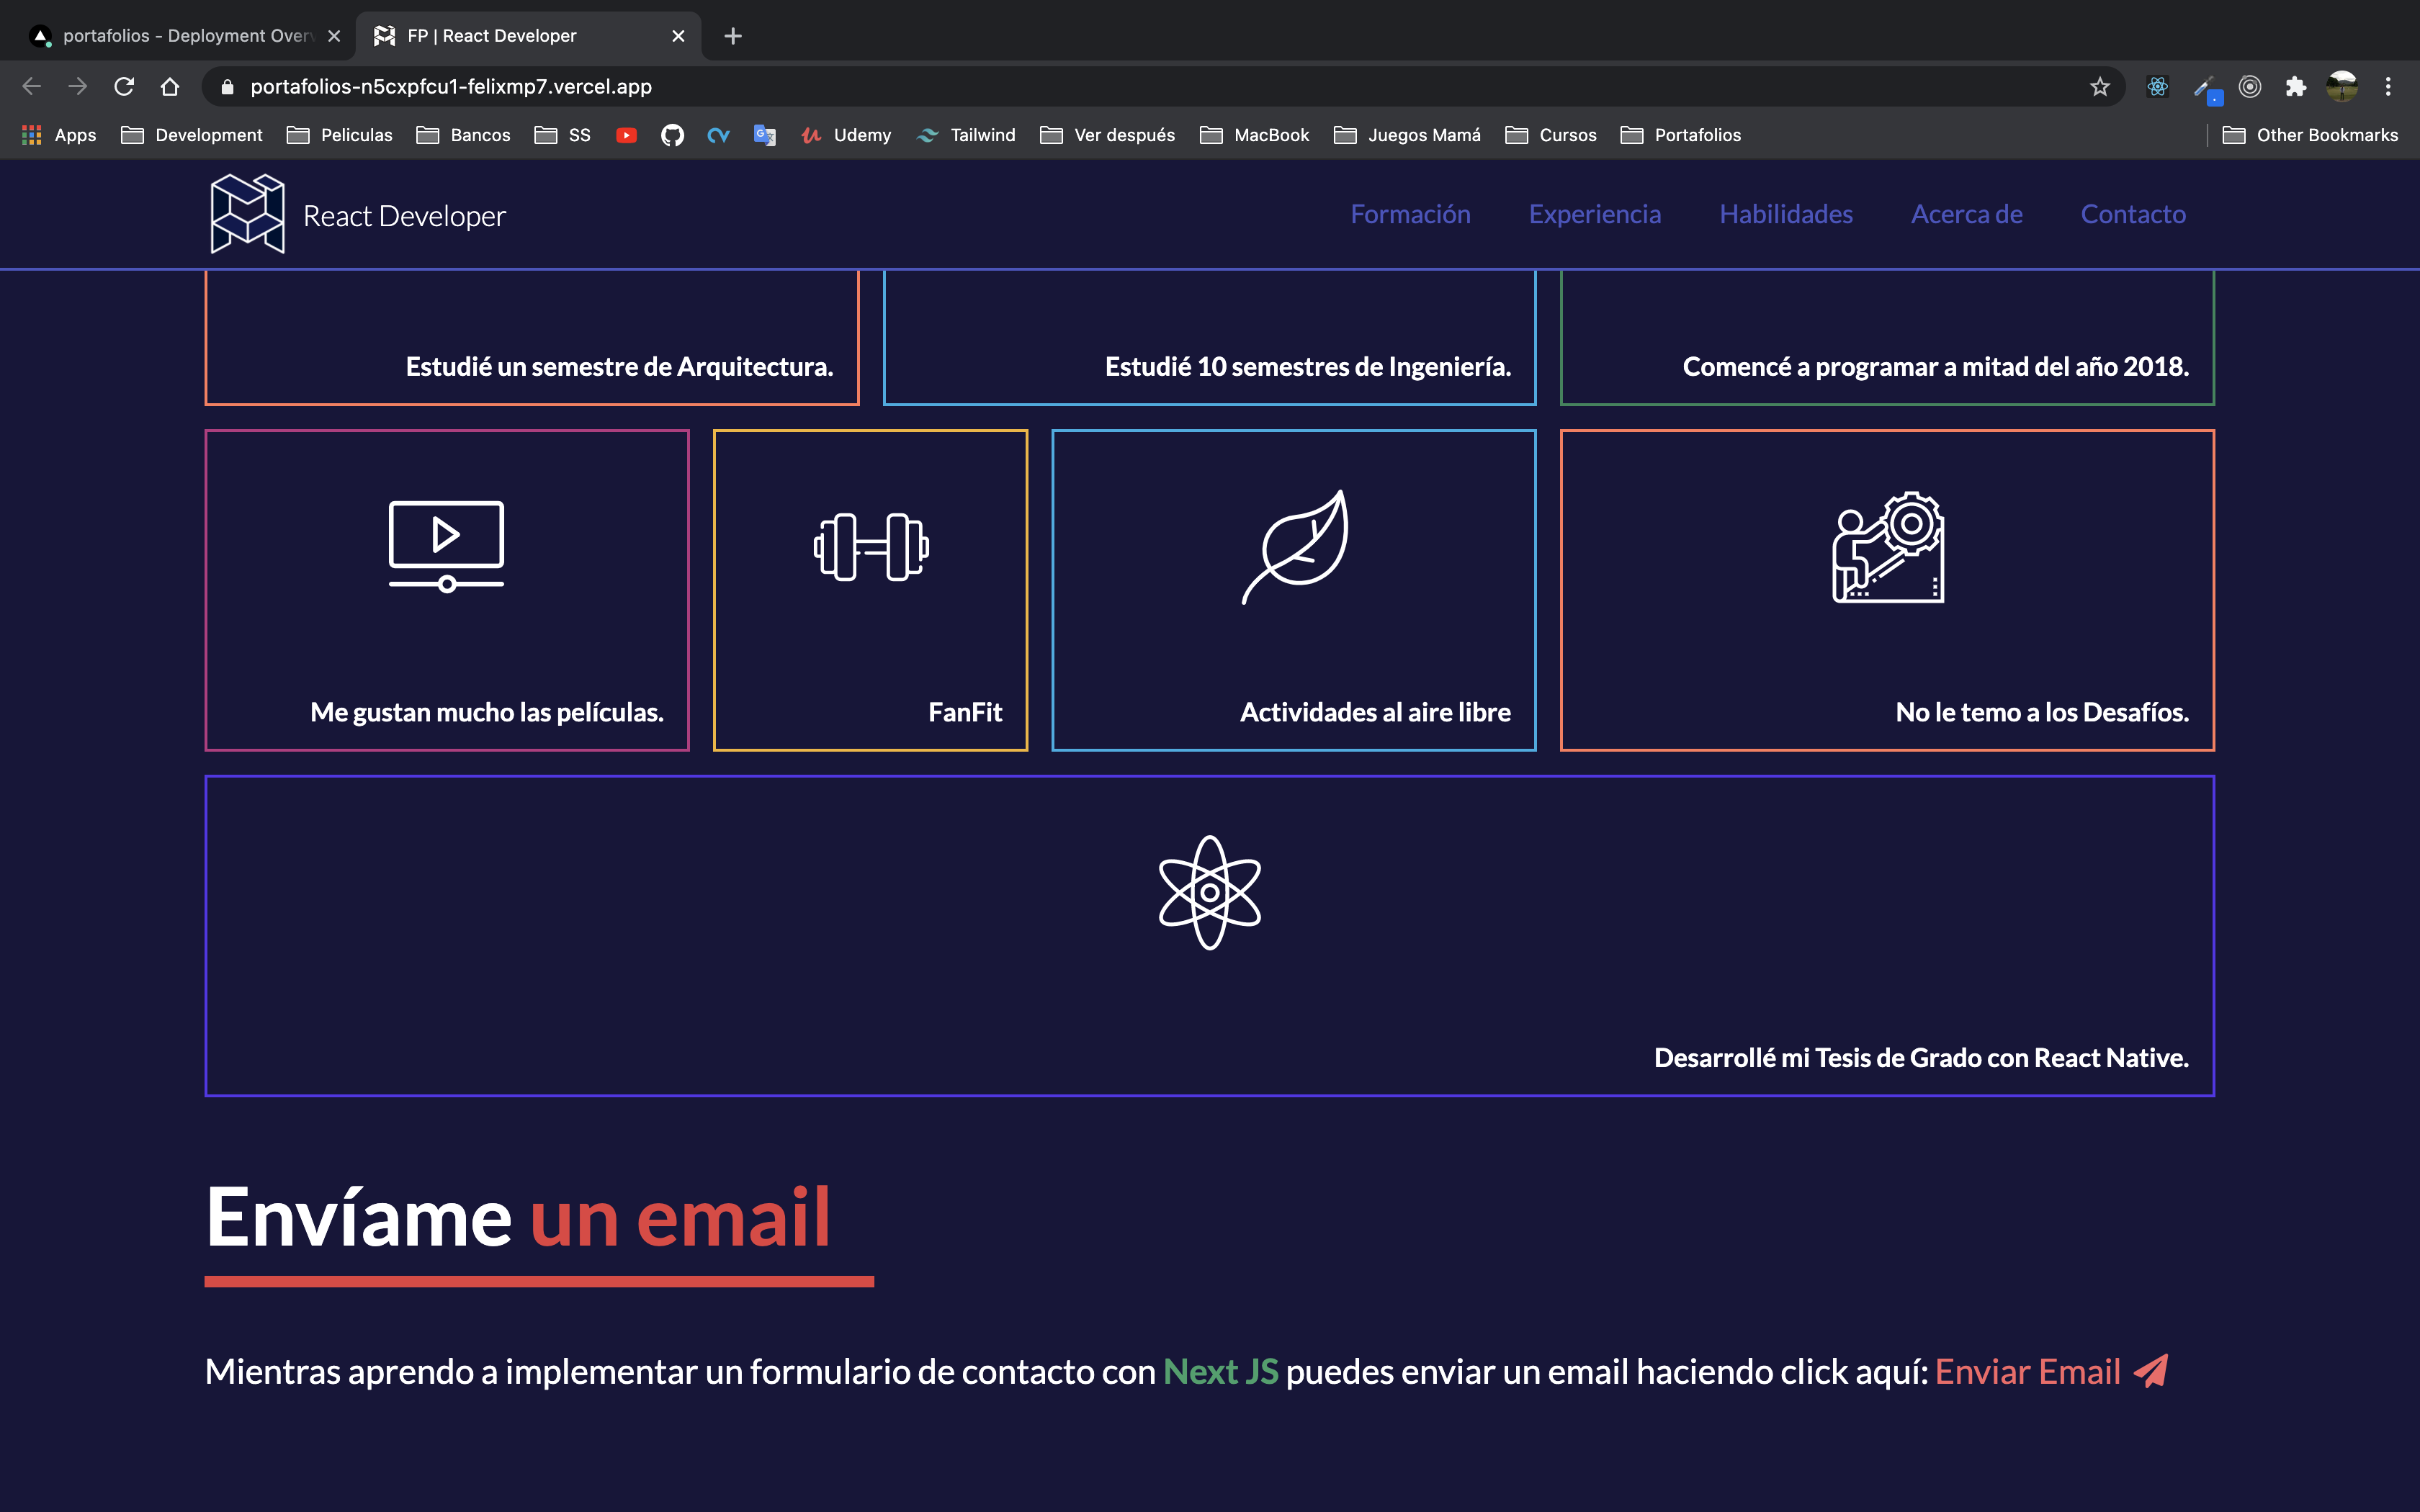 portafolios - Deployment Over
FP | React Developer
portafolios-n5cxpfcu1-felixmp7.vercel.app
Apps Development Peliculas Bancos SS Udemy Tailwind Ver después MacBook Juegos Mamá Cursos Portafolios Other Bookmarks
React Developer
Formación Experiencia Habilidades Acerca de Contacto
Estudié un semestre de Arquitectura.
Estudié 10 semestres de Ingeniería.
Comencé a programar a mitad del año 2018.
Me gustan mucho las películas.
FanFit
Actividades al aire libre
No le temo a los Desafíos.
Desarrollé mi Tesis de Grado con React Native.
Envíame un email
Mientras aprendo a implementar un formulario de contacto con Next JS puedes enviar un email haciendo click aquí: Enviar Email